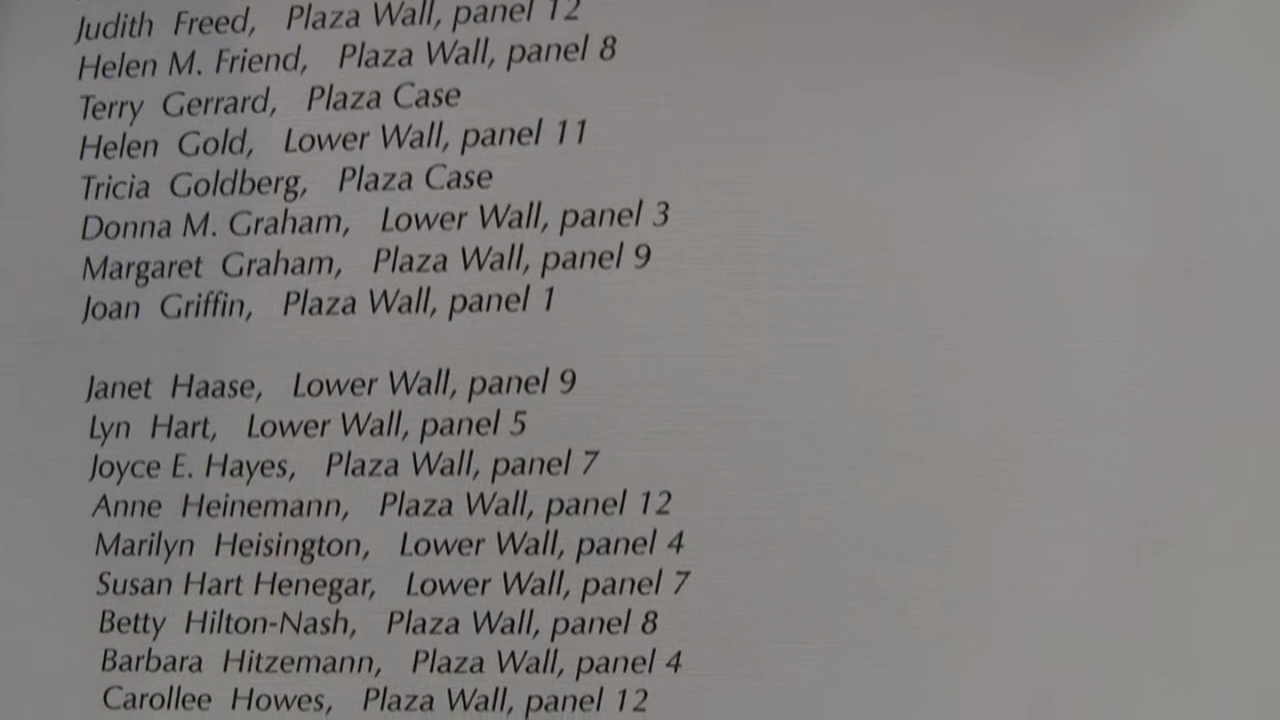 Judith Freed, Plaza Wall, panel 12
Helen M. Friend, Plaza Wall, panel 8
Terry Gerrard, Plaza Case
Helen Gold, Lower Wall, panel 11
Tricia Goldberg, Plaza Case
Donna M. Graham, Lower Wall, panel 3
Margaret Graham, Plaza Wall, panel 9
Joan Griffin, Plaza Wall, panel 1
Janet Haase, Lower Wall, panel 9
Lyn Hart, Lower Wall, panel 5
Joyce E. Hayes, Plaza Wall, panel 7
Anne Heinemann, Plaza Wall, panel 12
Marilyn Heisington, Lower Wall, panel 4
Susan Hart Henegar, Lower Wall, panel 7
Betty Hilton-Nash, Plaza Wall, panel 8
Barbara Hitzemann, Plaza Wall, panel 4
Carollee Howes, Plaza Wall, panel 12